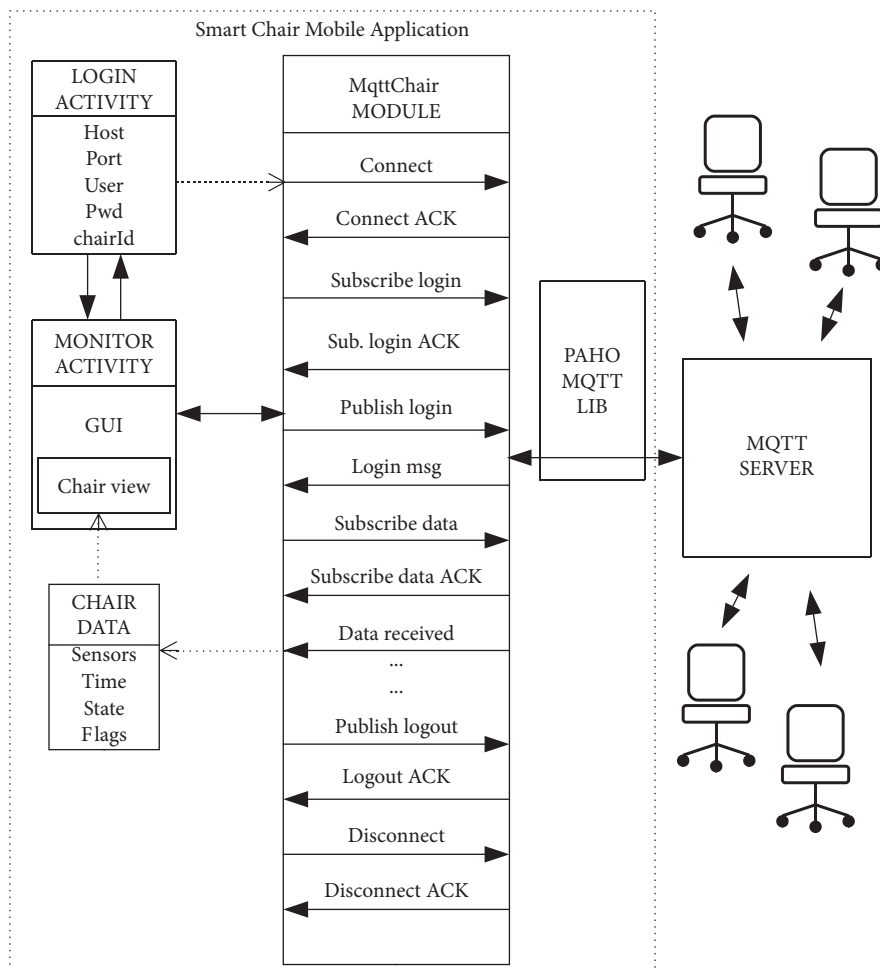 Smart Chair Mobile Application
LOGIN
ACTIVITY
Host
Port
User
Pwd
chairId
MONITOR
ACTIVITY
GUI
Chair view
CHAIR
DATA
Sensors
Time
State
Flags
MqttChair
MODULE
Connect
Connect ACK
Subscribe login
Sub. login ACK
Publish login
Login msg
Subscribe data
Subscribe data ACK
Data received
...
...
Publish logout
Logout ACK
Disconnect
Disconnect ACK
PAHO
MQTT
LIB
MQTT
SERVER